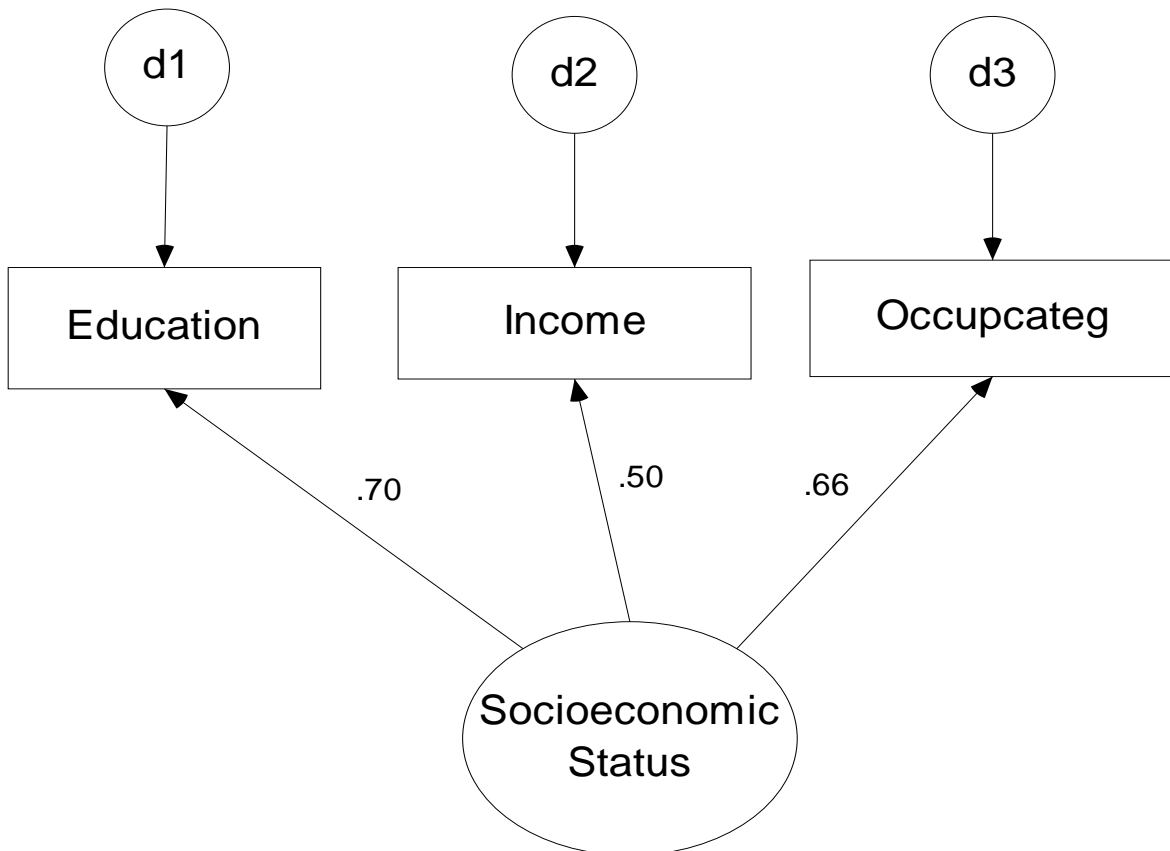 d1
d2
d3
Education
Income
Occupcateg
.70
.50
.66
Socioeconomic
Status